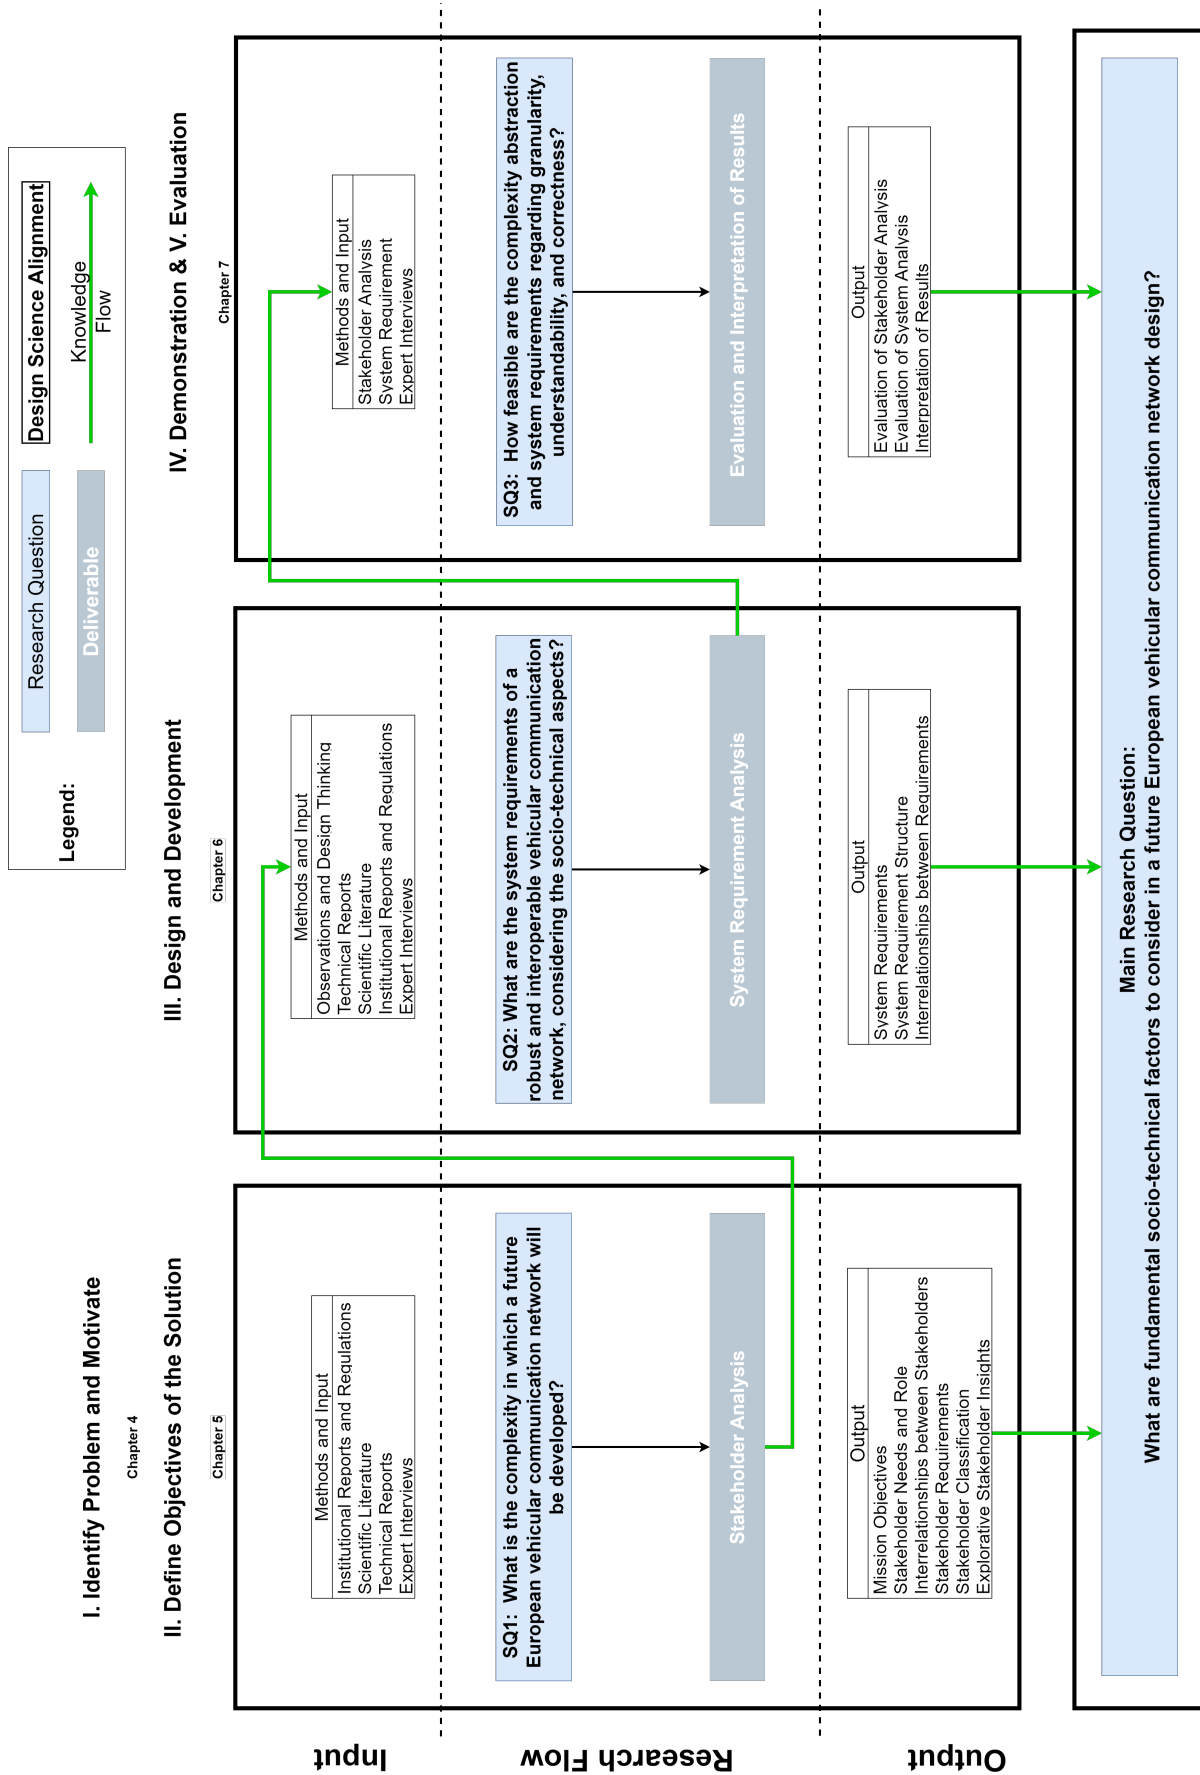 Legend:
Research Question
Design Science Alignment
Deliverable
Knowledge
Flow
I. Identify Problem and Motivate
Chapter 4
II. Define Objectives of the Solution
Chapter 5
III. Design and Development
Chapter 6
IV. Demonstration & V. Evaluation
Chapter 7
Input
Methods and Input
Institutional Reports and Regulations
Scientific Literature
Technical Reports
Expert Interviews
Methods and Input
Observations and Design Thinking
Technical Reports
Scientific Literature
Institutional Reports and Regulations
Expert Interviews
Methods and Input
Stakeholder Analysis
System Requirement
Expert Interviews
Research Flow
SQ1: What is the complexity in which a future
European vehicular communication network will
be developed?
Stakeholder Analysis
SQ2: What are the system requirements of a
robust and interoperable vehicular communication
network, considering the socio-technical aspects?
System Requirement Analysis
SQ3: How feasible are the complexity abstraction
and system requirements regarding granularity,
understandability, and correctness?
Evaluation and Interpretation of Results
Output
Output
Mission Objectives
Stakeholder Needs and Role
Interrelationships between Stakeholders
Stakeholder Requirements
Stakeholder Classification
Explorative Stakeholder Insights
Output
System Requirements
System Requirement Structure
Interrelationships between Requirements
Output
Evaluation of Stakeholder Analysis
Evaluation of System Analysis
Interpretation of Results
Main Research Question:
What are fundamental socio-technical factors to consider in a future European vehicular communication network design?